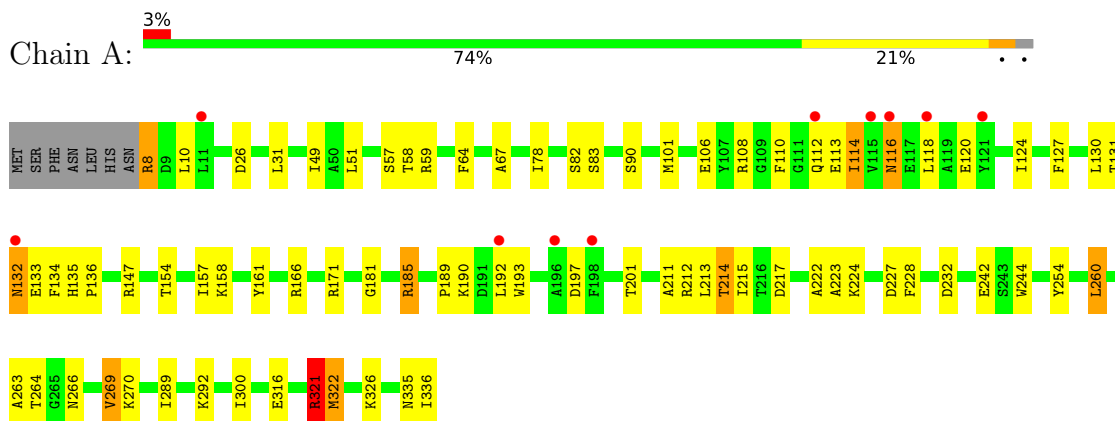 3%
Chain A:
74% 21% • •
MET SER PHE ASN LEU HIS ASN R8 D9 L10 L11 D26 L31 I49 A50 L51 S57 T58 R59 F64 A67 I78 S82 S83 S90 M101 E106 Y107 R108 G109 F110 G111 Q112 E113 I114 V115 N116 E117 L118 A119 E120 Y121 I124 F127 L130 T131
N132 E133 F134 H135 P136 R147 T154 I157 K158 Y161 R166 R171 G181 R185 P189 K190 D191 L192 W193 A196 D197 F198 T201 A211 R212 L213 T214 I215 T216 D217 A222 A223 K224 D227 F228 D232 E242 S243 W244 Y254 L260
A263 T264 G265 N266 V269 K270 I289 K292 I300 E316 R321 M322 K326 N335 I336